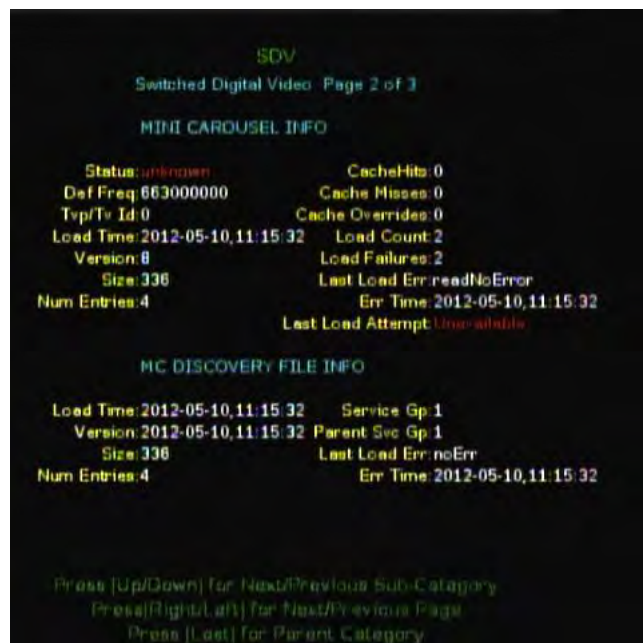 SDV
Switched Digital Video Page 2 of 3
MINI CAROUSEL INFO
Status:unknown CacheHits:0
Def Freq:663000000 Cache Misses:0
Tvp/Tv Id:0 Cache Overrides:0
Load Time:2012-05-10,11:15:32 Load Count:2
Version:8 Load Failures:2
Size:336 Last Load Err:readNoError
Num Entries:4 Err Time:2012-05-10,11:15:32
Last Load Attempt:Unavailable
MC DISCOVERY FILE INFO
Load Time:2012-05-10,11:15:32 Service Gp:1
Version:2012-05-10,11:15:32 Parent Svc Gp:1
Size:336 Last Load Err:noErr
Num Entries:4 Err Time:2012-05-10,11:15:32
Press [Up/Down] for Next/Previous Sub-Category
Press[Right/Left] for Next/Previous Page
Press [Last] for Parent Category